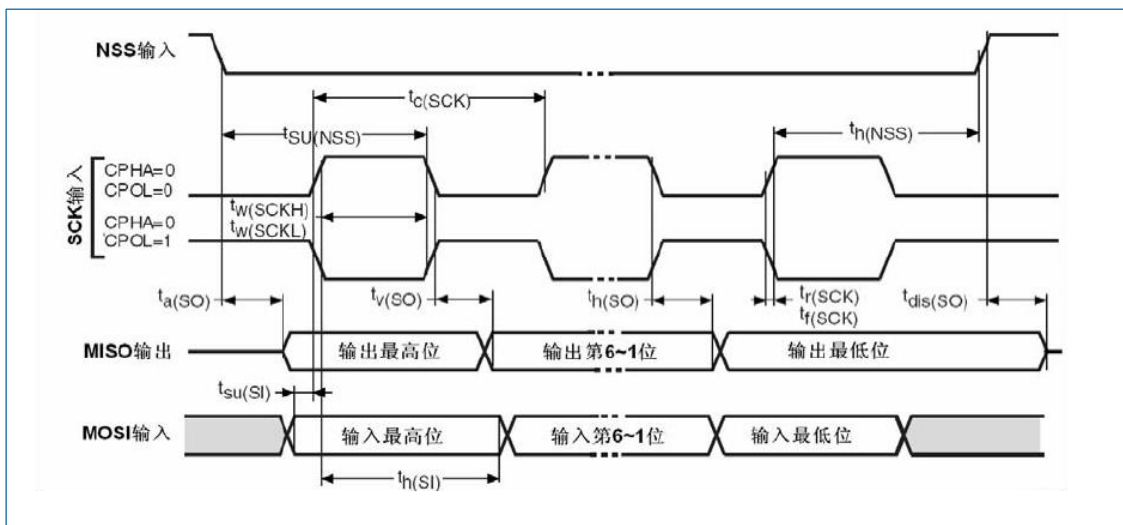 NSS输入
tc(SCK)
tSU(NSS)
th(NSS)
SCK输入
CPHA=0
CPOL=0
CPHA=0
CPOL=1
tw(SCKH)
tw(SCKL)
ta(SO)
tv(SO)
th(SO)
tr(SCK)
tf(SCK)
tdis(SO)
MISO输出
输出最高位
输出第6~1位
输出最低位
tsu(SI)
MOSI输入
输入最高位
输入第6~1位
输入最低位
th(SI)